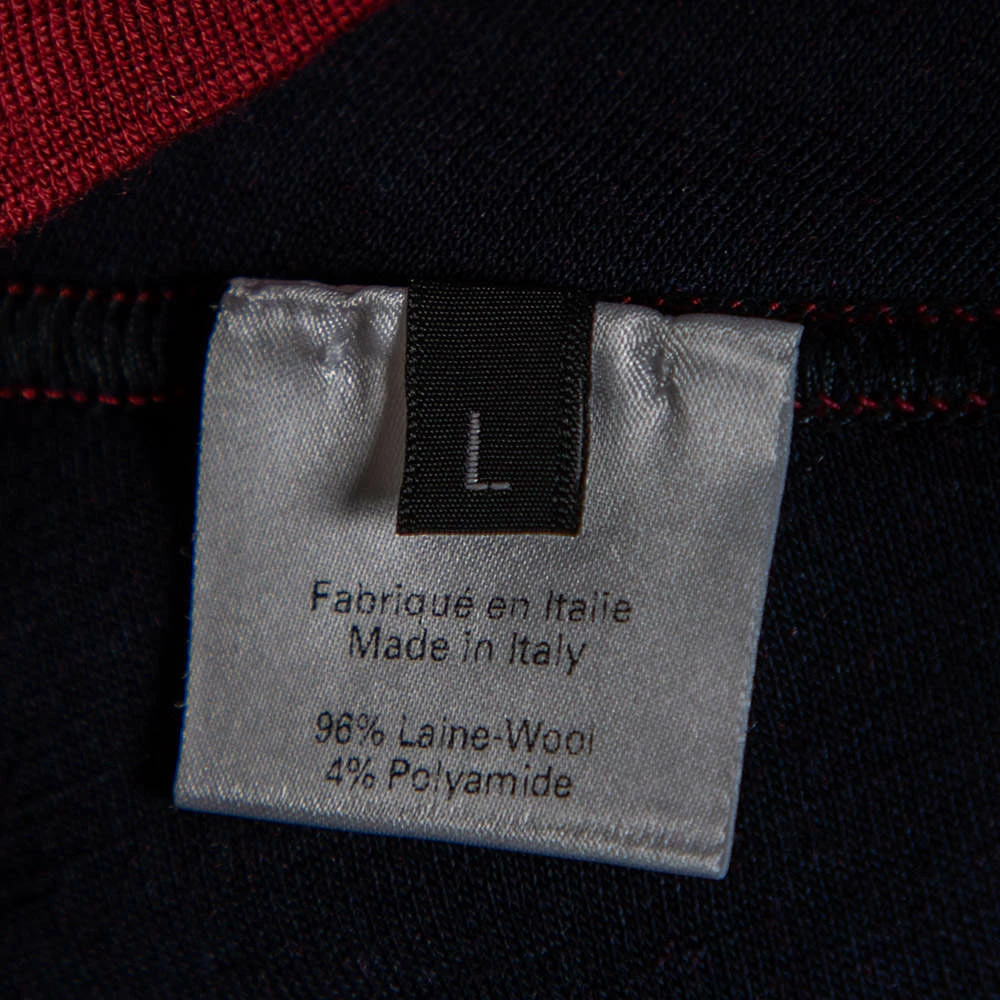 L
Fabriqué en Italie
Made in Italy
96% Laine-Wool
4% Polyamide